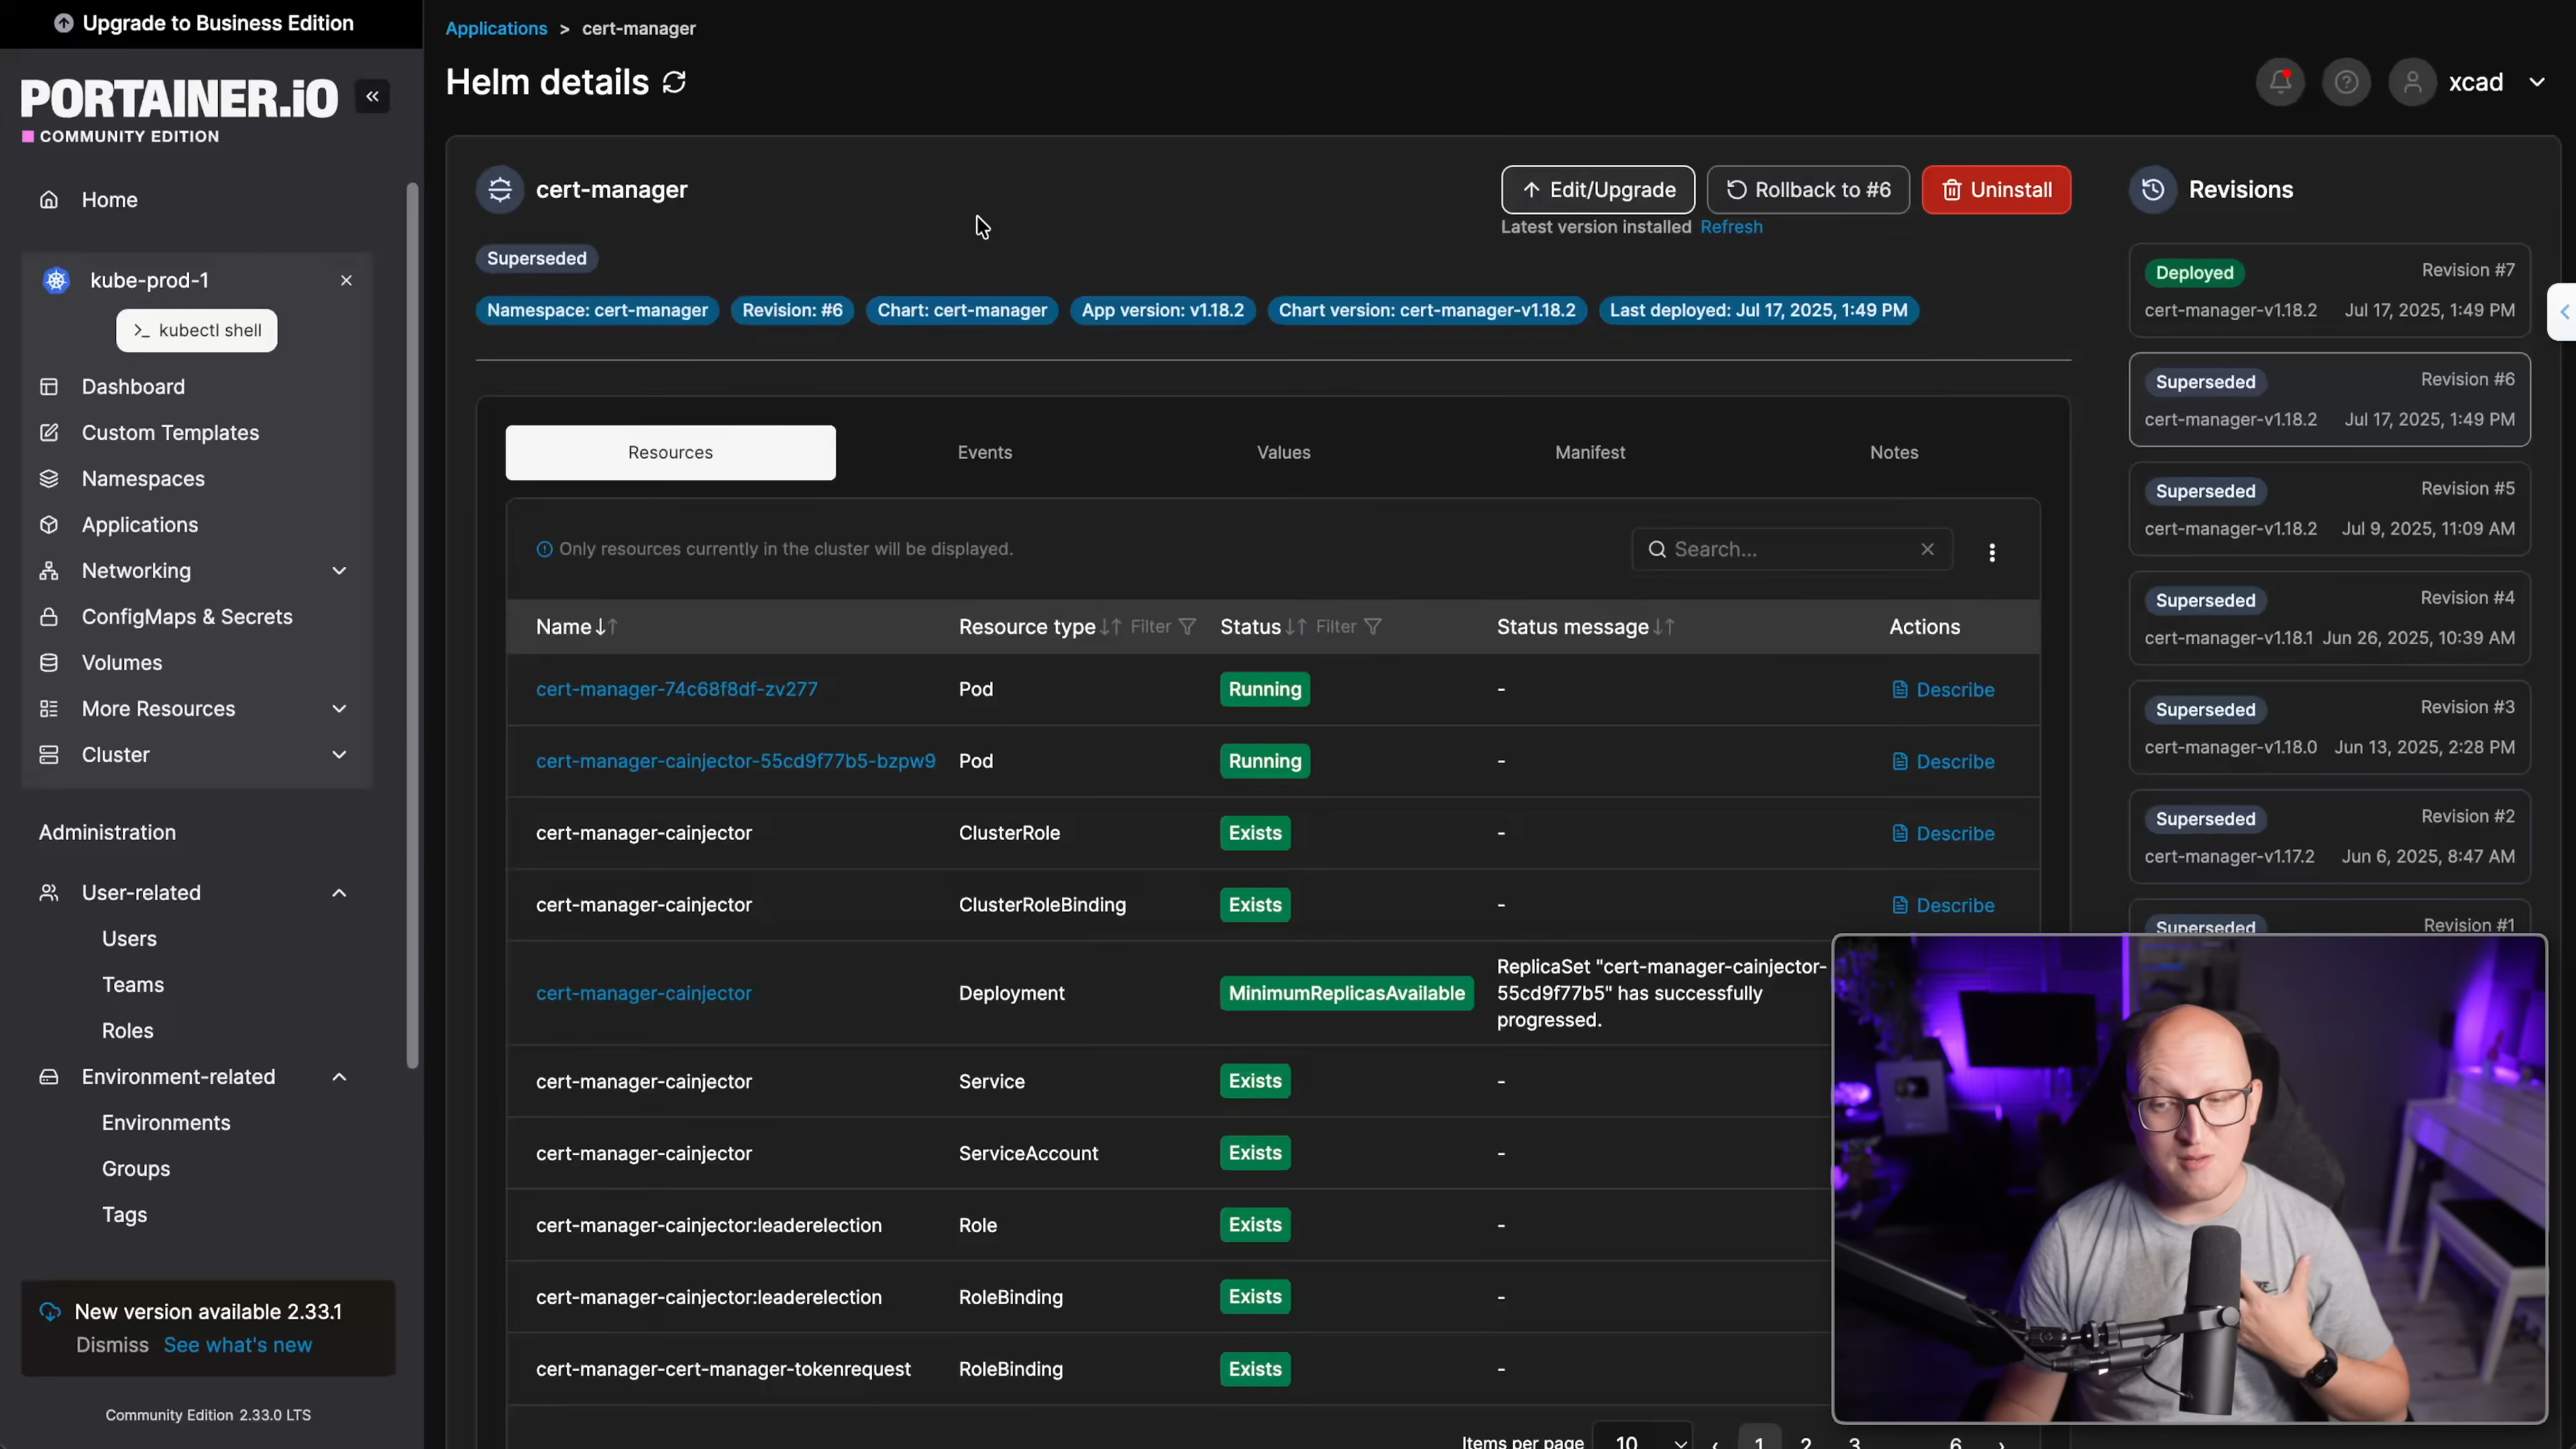 Upgrade to Business Edition
PORTAINER.iO
COMMUNITY EDITION
Home
kube-prod-1
>_ kubectl shell
Dashboard
Custom Templates
Namespaces
Applications
Networking
ConfigMaps & Secrets
Volumes
More Resources
Cluster
Administration
User-related
Users
Teams
Roles
Environment-related
Environments
Groups
Tags
New version available 2.33.1
Dismiss See what's new
Community Edition 2.33.0 LTS
Applications > cert-manager
Helm details
xcad
cert-manager
Edit/Upgrade
Rollback to #6
Uninstall
Latest version installed Refresh
Superseded
Namespace: cert-manager
Revision: #6
Chart: cert-manager
App version: v1.18.2
Chart version: cert-manager-v1.18.2
Last deployed: Jul 17, 2025, 1:49 PM
Resources
Events
Values
Manifest
Notes
Only resources currently in the cluster will be displayed.
Search...
Name Resource type Filter Status Filter Status message Actions
cert-manager-74c68f8df-zv277 Pod Running - Describe
cert-manager-cainjector-55cd9f77b5-bzpw9 Pod Running - Describe
cert-manager-cainjector ClusterRole Exists - Describe
cert-manager-cainjector ClusterRoleBinding Exists - Describe
cert-manager-cainjector Deployment MinimumReplicasAvailable ReplicaSet "cert-manager-cainjector-
55cd9f77b5" has successfully
progressed.
cert-manager-cainjector Service Exists -
cert-manager-cainjector ServiceAccount Exists -
cert-manager-cainjector:leaderelection Role Exists -
cert-manager-cainjector:leaderelection RoleBinding Exists -
cert-manager-cert-manager-tokenrequest RoleBinding Exists -
Items per page 10 ‹ 1 2 3 6 ›
Revisions
Deployed Revision #7
cert-manager-v1.18.2 Jul 17, 2025, 1:49 PM
Superseded Revision #6
cert-manager-v1.18.2 Jul 17, 2025, 1:49 PM
Superseded Revision #5
cert-manager-v1.18.2 Jul 9, 2025, 11:09 AM
Superseded Revision #4
cert-manager-v1.18.1 Jun 26, 2025, 10:39 AM
Superseded Revision #3
cert-manager-v1.18.0 Jun 13, 2025, 2:28 PM
Superseded Revision #2
cert-manager-v1.17.2 Jun 6, 2025, 8:47 AM
Superseded Revision #1